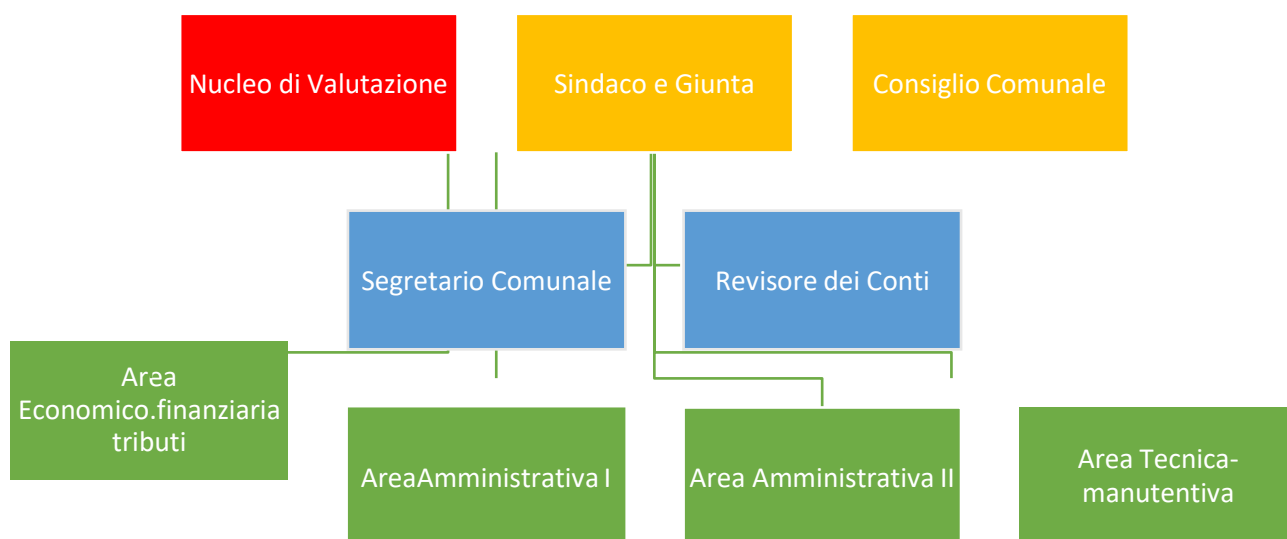 Nucleo di Valutazione
Sindaco e Giunta
Consiglio Comunale
Segretario Comunale
Revisore dei Conti
Area
Economico.finanziaria
tributi
AreaAmministrativa I
Area Amministrativa II
Area Tecnica-
manutentiva